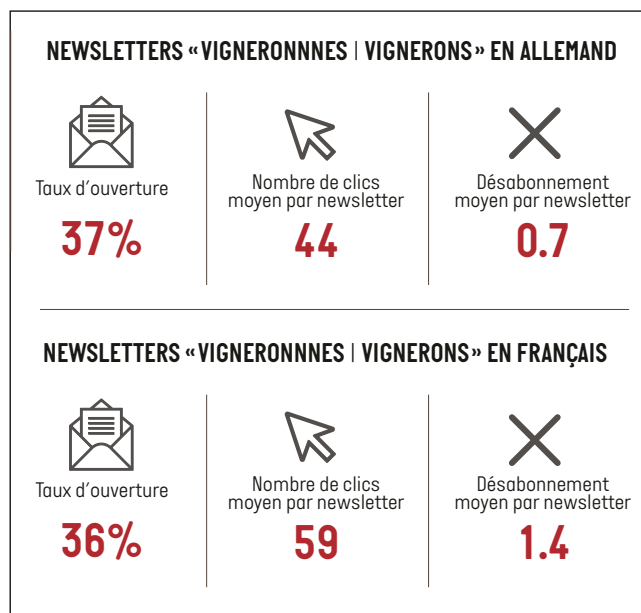 NEWSLETTERS «VIGNERONNNES | VIGNERONS» EN ALLEMAND
Taux d'ouverture
37%
Nombre de clics
moyen par newsletter
44
Désabonnement
moyen par newsletter
0.7
NEWSLETTERS «VIGNERONNNES | VIGNERONS» EN FRANÇAIS
Taux d'ouverture
36%
Nombre de clics
moyen par newsletter
59
Désabonnement
moyen par newsletter
1.4